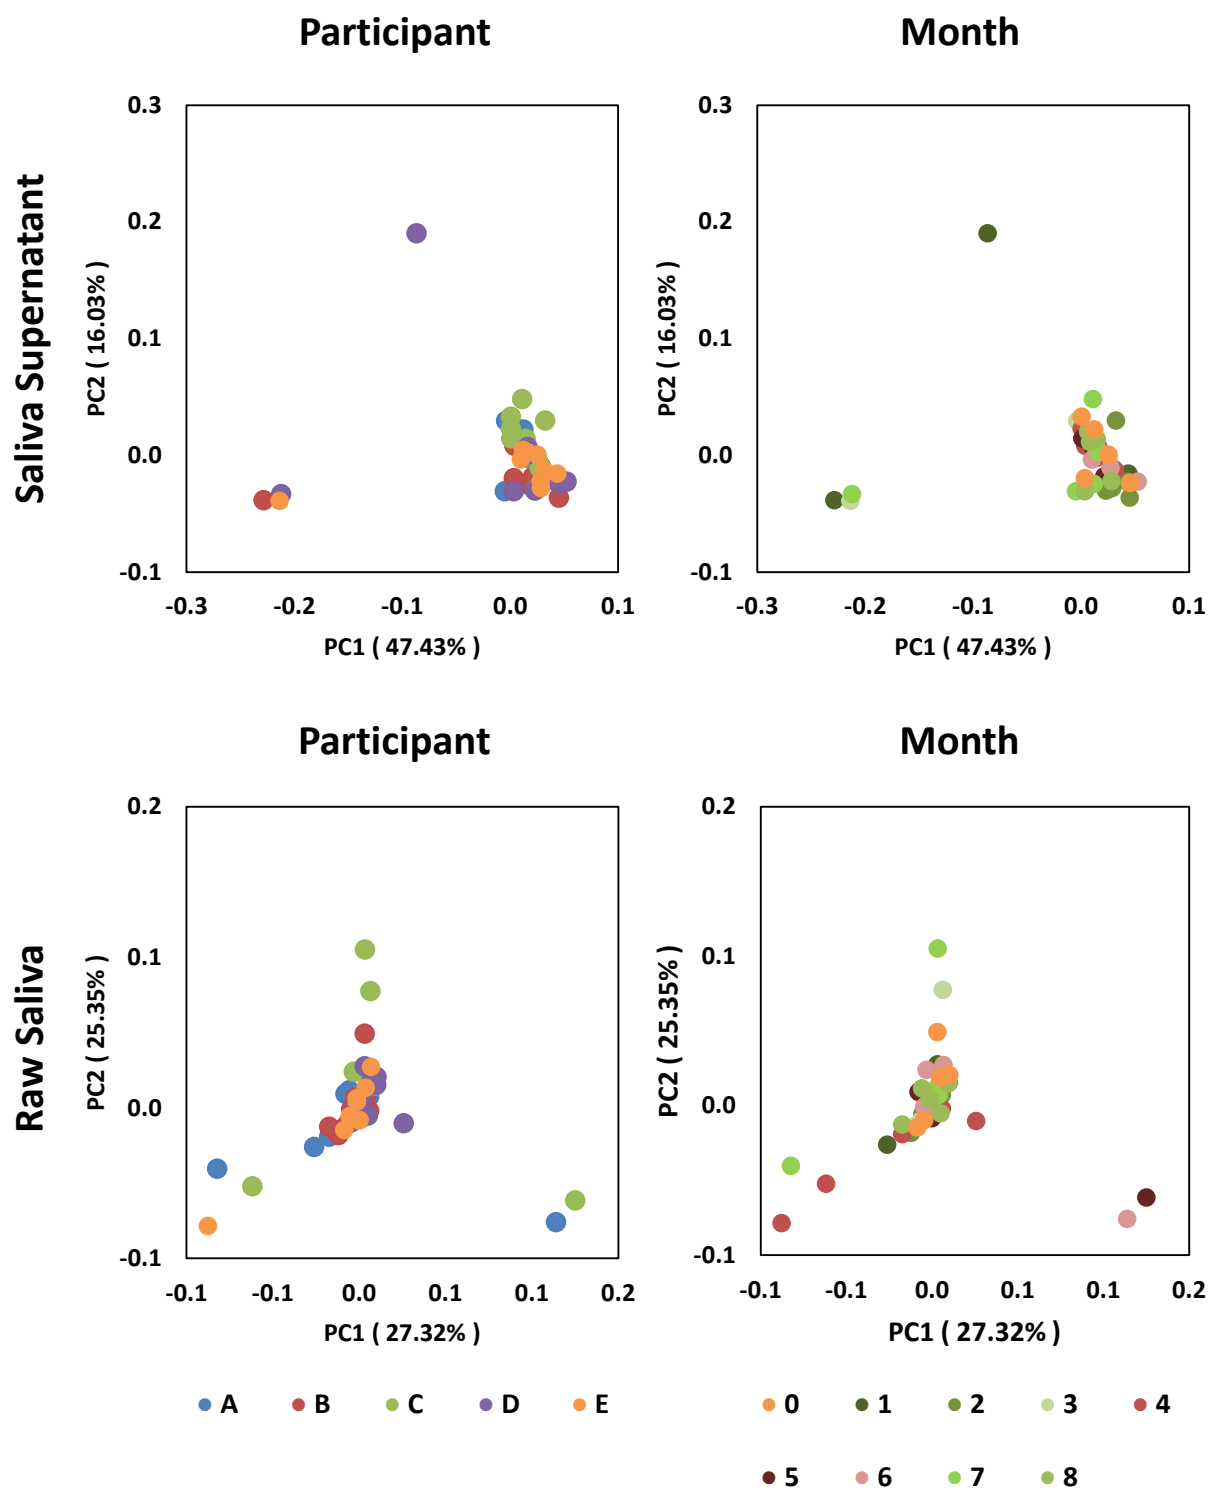 Participant
Month
Saliva Supernatant
0.3
0.2
0.1
0.0
-0.1
PC2 ( 16.03% )
-0.3
-0.2
-0.1
0.0
0.1
PC1 ( 47.43% )
0.3
0.2
0.1
0.0
-0.1
PC2 ( 16.03% )
-0.3
-0.2
-0.1
0.0
0.1
PC1 ( 47.43% )
Participant
Month
Raw Saliva
0.2
0.1
0.0
-0.1
PC2 ( 25.35% )
-0.1
-0.1
0.0
0.1
0.1
0.2
PC1 ( 27.32% )
0.2
0.1
0.0
-0.1
PC2 ( 25.35% )
-0.1
-0.1
0.0
0.1
0.1
0.2
PC1 ( 27.32% )
A B C D E
0 1 2 3 4
5 6 7 8